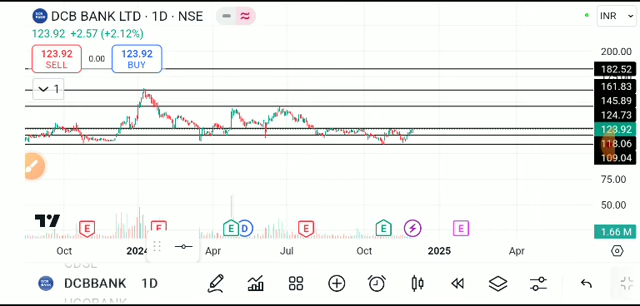 DCB BANK LTD · 1D · NSE
INR
123.92 +2.57 (+2.12%)
123.92
SELL
0.00
123.92
BUY
1
200.00
182.52
161.83
145.89
124.73
123.92
118.06
109.04
75.00
50.00
1.66 M
E
E
E
D
E
E
E
Oct
2024
Apr
Jul
Oct
2025
Apr
DCBBANK 1D